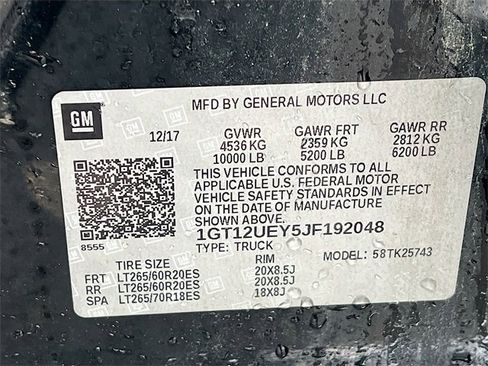 GM
MFD BY GENERAL MOTORS LLC
12/17 GVWR GAWR FRT GAWR RR
4536 KG 2359 KG 2812 KG
10000 LB 5200 LB 6200 LB
THIS VEHICLE CONFORMS TO ALL
APPLICABLE U.S. FEDERAL MOTOR
VEHICLE SAFETY STANDARDS IN
EFFECT ON THE DATE OF MANUFACTURE
SHOWN ABOVE.
8555
1GT12UEY5JF192048
TYPE: TRUCK MODEL: 58TK25743
TIRE SIZE RIM
FRT LT265/60R20ES 20X8.5J
RR LT265/60R20ES 20X8.5J
SPA LT265/70R18ES 18X8J